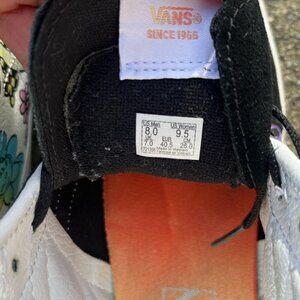 VANS®
SINCE 1966
US Men US Women
8.0 9.5
UK EUR CM
7.0 40.5 26.0